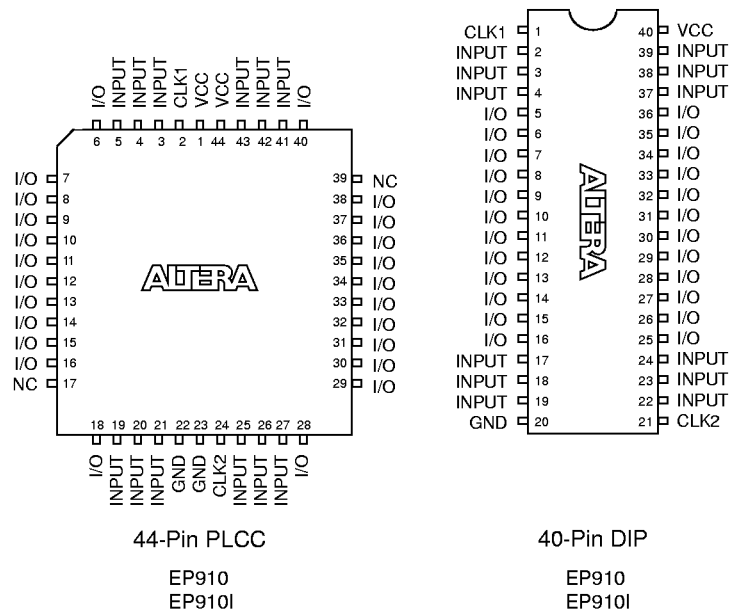 I/O INPUT INPUT INPUT CLK1 VCC VCC INPUT INPUT INPUT I/O
6 5 4 3 2 1 44 43 42 41 40
I/O 7 39 NC
I/O 8 38 I/O
I/O 9 37 I/O
I/O 10 36 I/O
I/O 11 35 I/O
I/O 12 34 I/O
ALTERA
I/O 13 33 I/O
I/O 14 32 I/O
I/O 15 31 I/O
I/O 16 30 I/O
NC 17 29 I/O
18 19 20 21 22 23 24 25 26 27 28
I/O INPUT INPUT INPUT GND GND CLK2 INPUT INPUT INPUT I/O
44-Pin PLCC
EP910
EP910I
CLK1 1 40 VCC
INPUT 2 39 INPUT
INPUT 3 38 INPUT
INPUT 4 37 INPUT
I/O 5 36 I/O
I/O 6 35 I/O
I/O 7 34 I/O
I/O 8 33 I/O
I/O 9 32 I/O
I/O 10 31 I/O
ALTERA
I/O 11 30 I/O
I/O 12 29 I/O
I/O 13 28 I/O
I/O 14 27 I/O
I/O 15 26 I/O
I/O 16 25 I/O
INPUT 17 24 INPUT
INPUT 18 23 INPUT
INPUT 19 22 INPUT
GND 20 21 CLK2
40-Pin DIP
EP910
EP910I